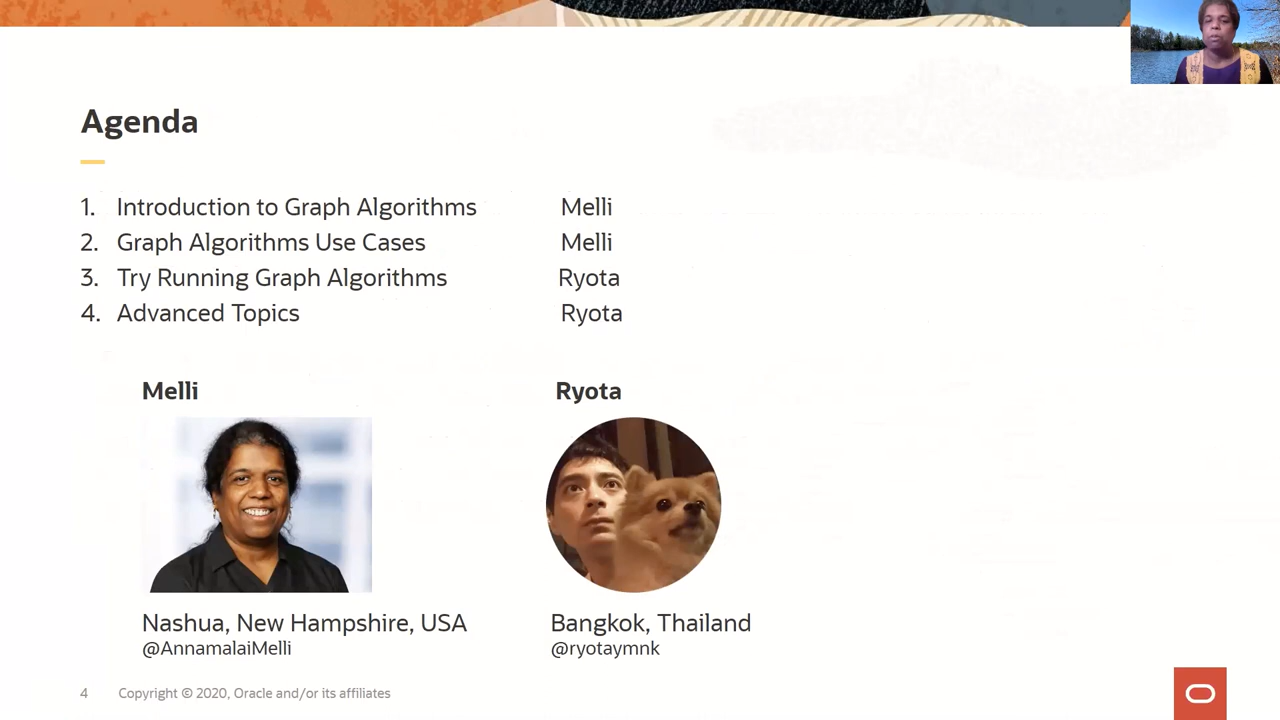 Agenda
1. Introduction to Graph Algorithms Melli
2. Graph Algorithms Use Cases Melli
3. Try Running Graph Algorithms Ryota
4. Advanced Topics Ryota
Melli Ryota
Nashua, New Hampshire, USA Bangkok, Thailand
@AnnamalaiMelli @ryotaymnk
4 Copyright © 2020, Oracle and/or its affiliates